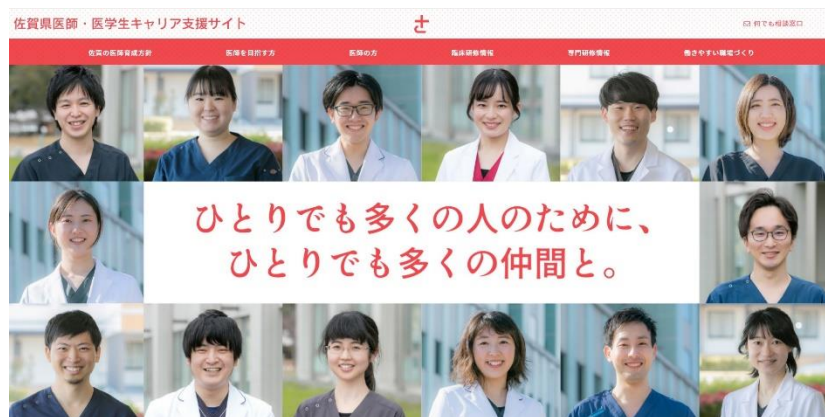 佐賀県医師・医学生キャリア支援サイト
さ
何でも相談窓口
佐賀の医師育成方針
医師を目指す方
医師の方
臨床研修情報
専門研修情報
働きやすい職場づくり
ひとりでも多くの人のために、
ひとりでも多くの仲間と。